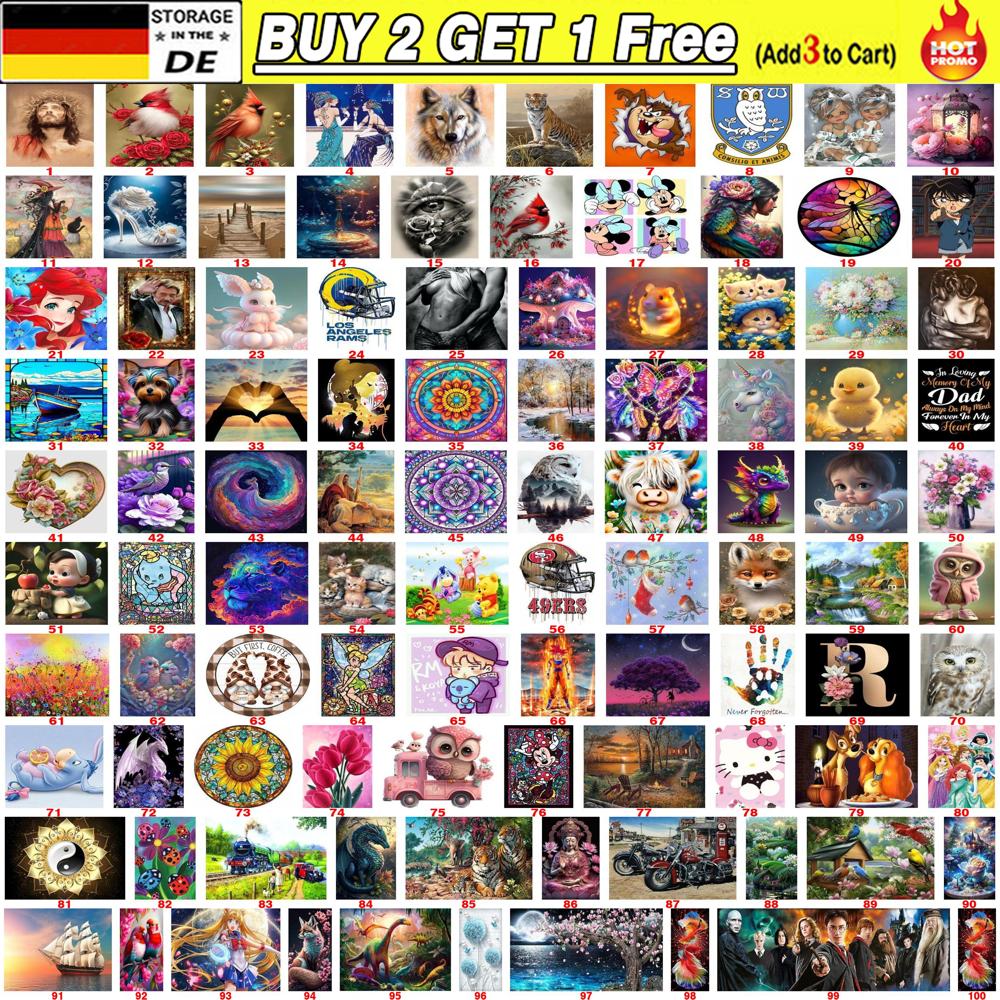 STORAGE
★ IN THE ★
DE
BUY 2 GET 1 Free
(Add 3 to Cart)
HOT
PROMO
CONSILIO ET ANIMIS
1 2 3 4 5 6 7 8 9 10
11 12 13 14 15 16 17 18 19 20
LOS
ANGELES
RAMS
21 22 23 24 25 26 27 28 29 30
In Loving
Memory Of My
Dad
Always On My Mind
Forever In My
Heart
31 32 33 34 35 36 37 38 39 40
41 42 43 44 45 46 47 48 49 50
SF
49ERS
51 52 53 54 55 56 57 58 59 60
BUT FIRST, COFFEE
RM
& KOYA
Never Forgotten...
R
61 62 63 64 65 66 67 68 69 70
71 72 73 74 75 76 77 78 79 80
81 82 83 84 85 86 87 88 89 90
91 92 93 94 95 96 97 98 99 100